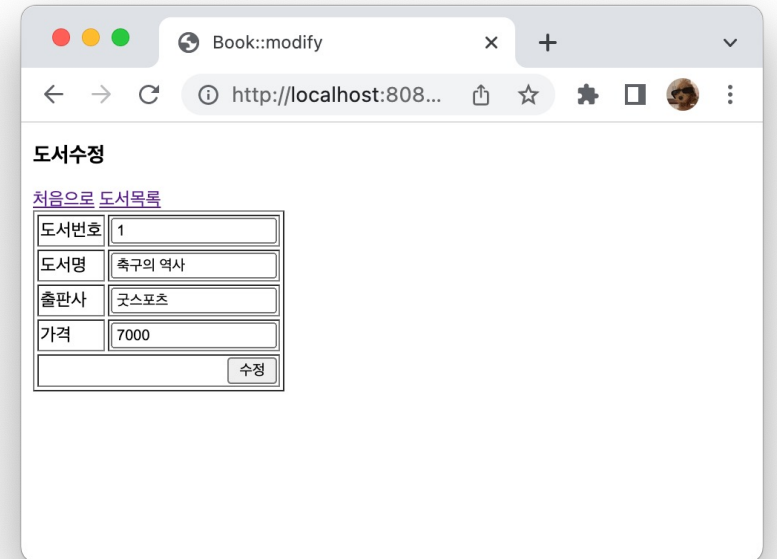 Book::modify
http://localhost:808...
도서수정
처음으로 도서목록
도서번호 1
도서명 축구의 역사
출판사 굿스포츠
가격 7000
수정